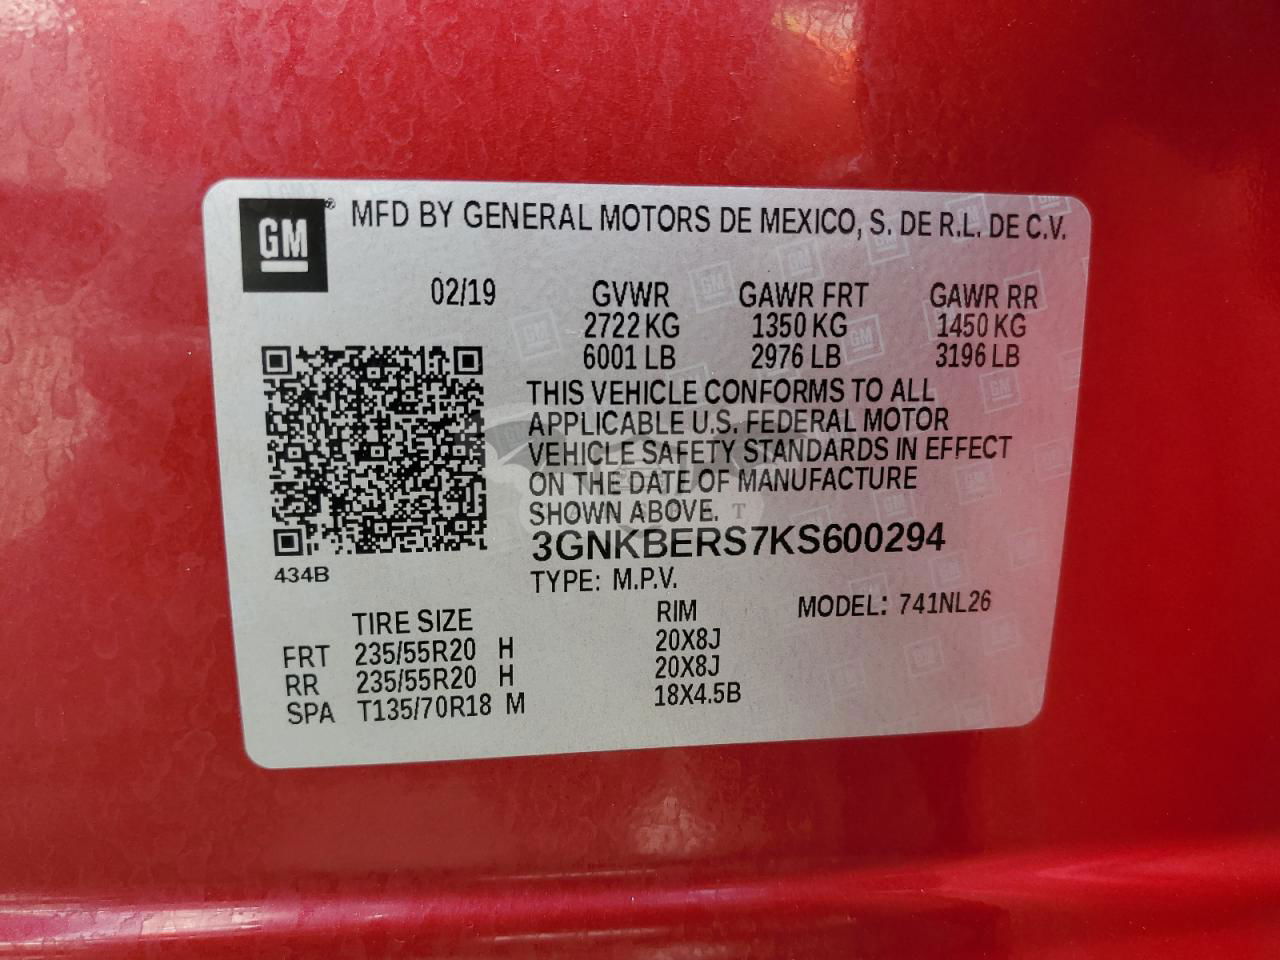 GM ® MFD BY GENERAL MOTORS DE MEXICO, S. DE R.L. DE C.V.
02/19 GVWR GAWR FRT GAWR RR
2722 KG 1350 KG 1450 KG
6001 LB 2976 LB 3196 LB
THIS VEHICLE CONFORMS TO ALL
APPLICABLE U.S. FEDERAL MOTOR
VEHICLE SAFETY STANDARDS IN EFFECT
ON THE DATE OF MANUFACTURE
SHOWN ABOVE.
3GNKBERS7KS600294
434B
TYPE: M.P.V.
TIRE SIZE RIM MODEL: 741NL26
FRT 235/55R20 H 20X8J
RR 235/55R20 H 20X8J
SPA T135/70R18 M 18X4.5B